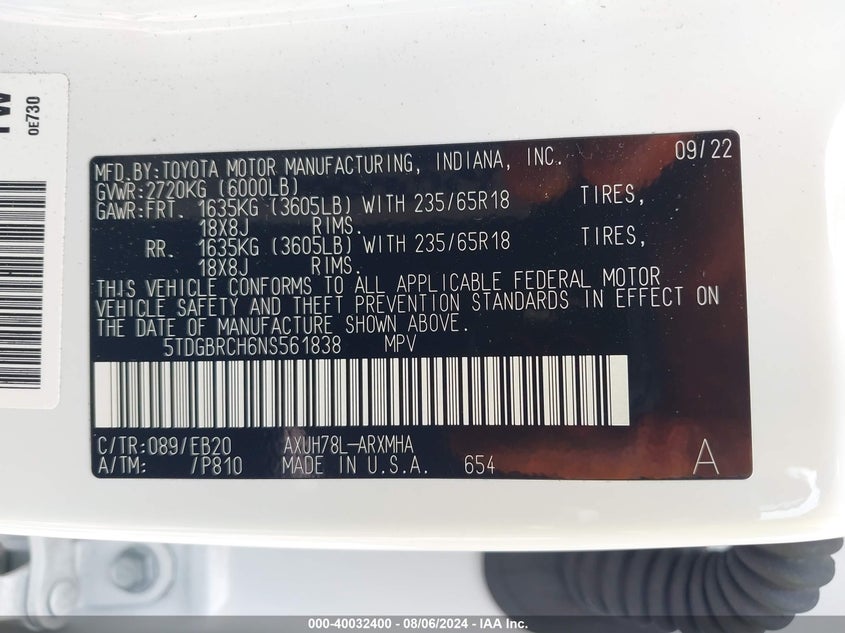 OE730
MFD.BY:TOYOTA MOTOR MANUFACTURING, INDIANA, INC. 09/22
GVWR:2720KG (6000LB)
GAWR:FRT. 1635KG (3605LB) WITH 235/65R18 TIRES,
18X8J RIMS.
RR. 1635KG (3605LB) WITH 235/65R18 TIRES,
18X8J RIMS.
THIS VEHICLE CONFORMS TO ALL APPLICABLE FEDERAL MOTOR
VEHICLE SAFETY AND THEFT PREVENTION STANDARDS IN EFFECT ON
THE DATE OF MANUFACTURE SHOWN ABOVE.
5TDGBRCH6NS561838 MPV
C/TR:089/EB20 AXUH78L-ARXMHA
A/TM: /P810 MADE IN U.S.A. 654 A
000-40032400 - 08/06/2024 - IAA Inc.